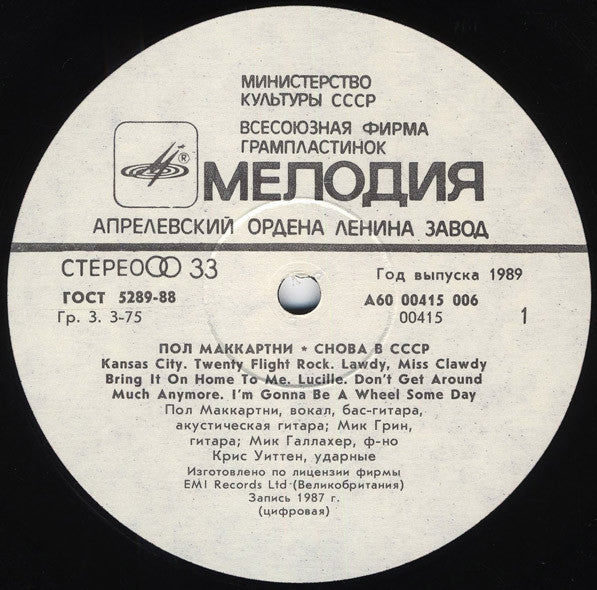 МИНИСТЕРСТВО
КУЛЬТУРЫ СССР
ВСЕСОЮЗНАЯ ФИРМА
ГРАМПЛАСТИНОК
® МЕЛОДИЯ
АПРЕЛЕВСКИЙ ОРДЕНА ЛЕНИНА ЗАВОД
СТЕРЕО 33
ГОСТ 5289-88
Гр. 3. 3-75
Год выпуска 1989
А60 00415 006
00415
1
ПОЛ МАККАРТНИ * СНОВА В СССР
Kansas City. Twenty Flight Rock. Lawdy, Miss Clawdy
Bring It On Home To Me. Lucille. Don't Get Around
Much Anymore. I'm Gonna Be A Wheel Some Day
Пол Маккартни, вокал, бас-гитара,
акустическая гитара; Мик Грин,
гитара; Мик Галлахер, ф-но
Крис Уиттен, ударные
Изготовлено по лицензии фирмы
EMI Records Ltd (Великобритания)
Запись 1987 г.
(цифровая)